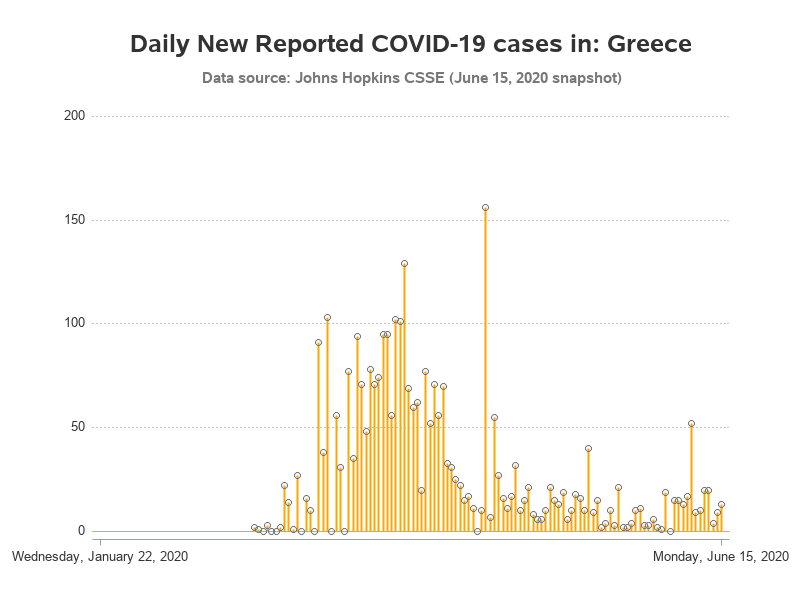 Daily New Reported COVID-19 cases in: Greece
Data source: Johns Hopkins CSSE (June 15, 2020 snapshot)
200
150
100
50
0
Wednesday, January 22, 2020 Monday, June 15, 2020